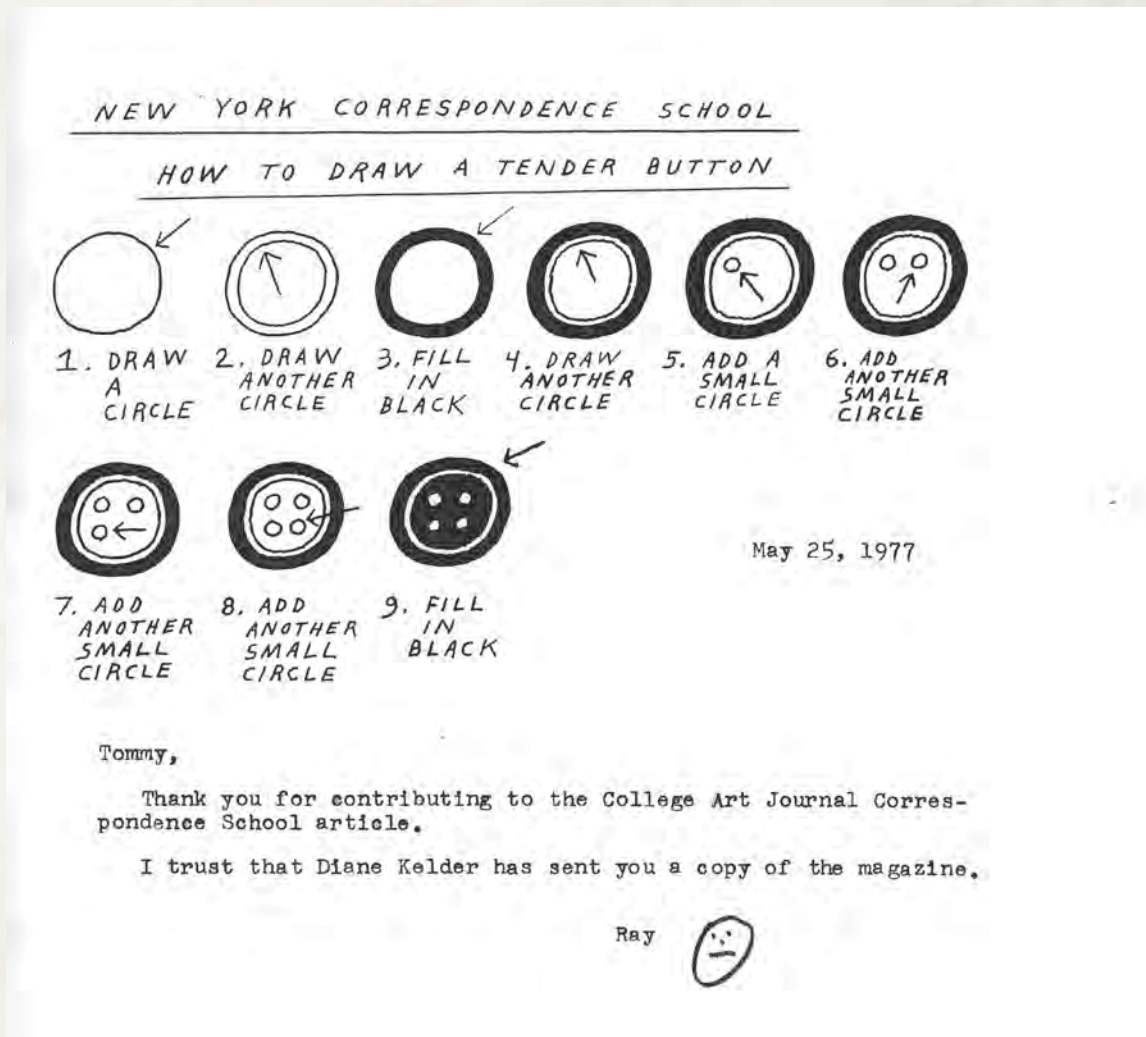 NEW YORK CORRESPONDENCE SCHOOL
HOW TO DRAW A TENDER BUTTON
1. DRAW
A
CIRCLE
2. DRAW
ANOTHER
CIRCLE
3. FILL
IN
BLACK
4. DRAW
ANOTHER
CIRCLE
5. ADD A
SMALL
CIRCLE
6. ADD
ANOTHER
SMALL
CIRCLE
7. ADD
ANOTHER
SMALL
CIRCLE
8. ADD
ANOTHER
SMALL
CIRCLE
9. FILL
IN
BLACK
May 25, 1977
Tommy,
Thank you for contributing to the College Art Journal Corres-
pondence School article.
I trust that Diane Kelder has sent you a copy of the magazine.
Ray